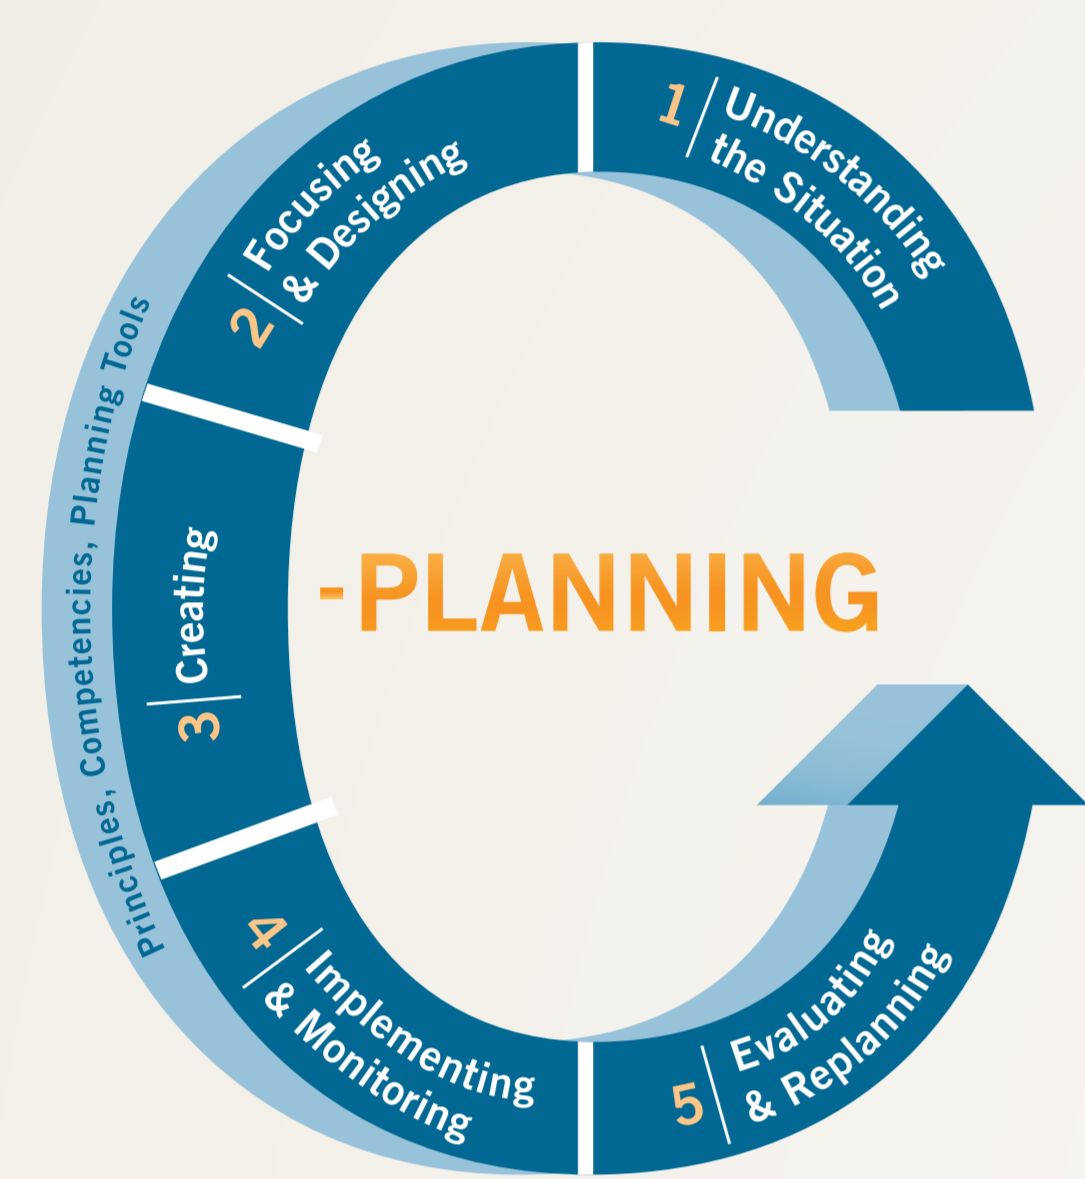 1
Understanding
the Situation
2
Focusing
& Designing
3
Creating
4
Implementing
& Monitoring
5
Evaluating
& Replanning
-PLANNING
Principles, Competencies, Planning Tools